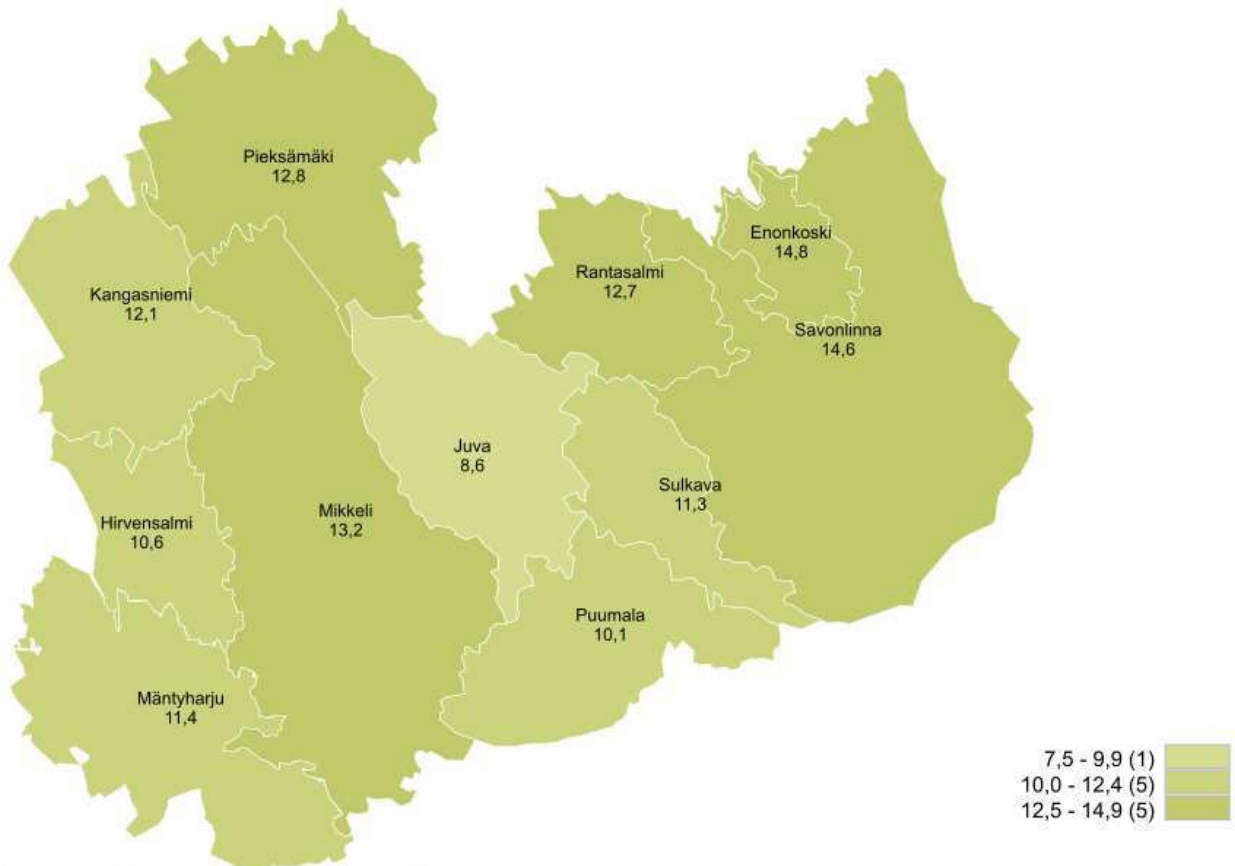 Pieksämäki
12,8
Enonkoski
14,8
Rantasalmi
12,7
Kangasniemi
12,1
Savonlinna
14,6
Juva
8,6
Sulkava
11,3
Mikkeli
13,2
Hirvensalmi
10,6
Puumala
10,1
Mäntyharju
11,4
7,5 - 9,9 (1)
10,0 - 12,4 (5)
12,5 - 14,9 (5)